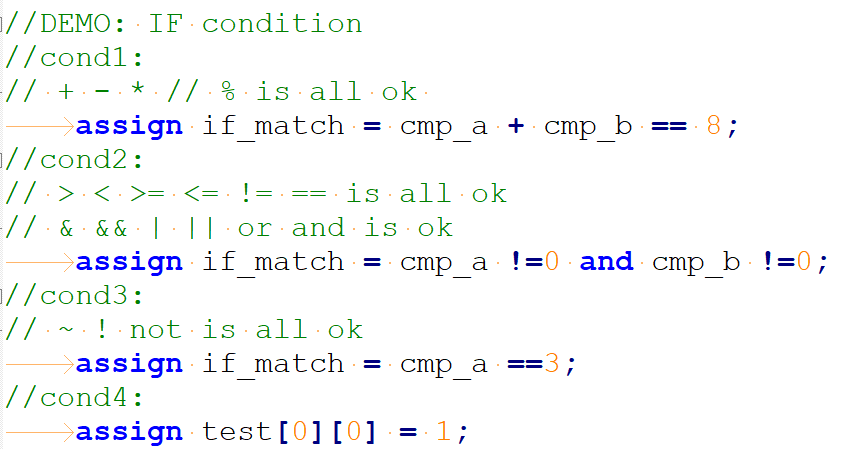 //DEMO: IF condition
//cond1:
// + - * // % is all ok
assign if_match = cmp_a + cmp_b == 8;
//cond2:
// > < >= <= != == is all ok
// & && | || or and is ok
assign if_match = cmp_a !=0 and cmp_b !=0;
//cond3:
// ~ ! not is all ok
assign if_match = cmp_a ==3;
//cond4:
assign test[0][0] = 1;